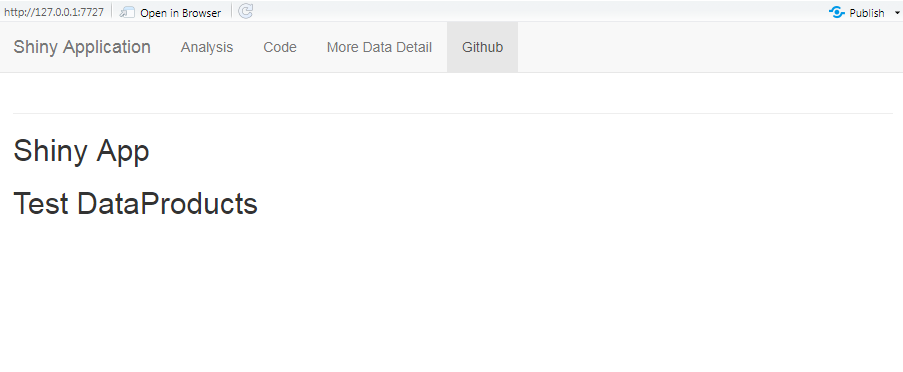 http://127.0.0.1:7727 Open in Browser Publish
Shiny Application Analysis Code More Data Detail Github
Shiny App
Test DataProducts